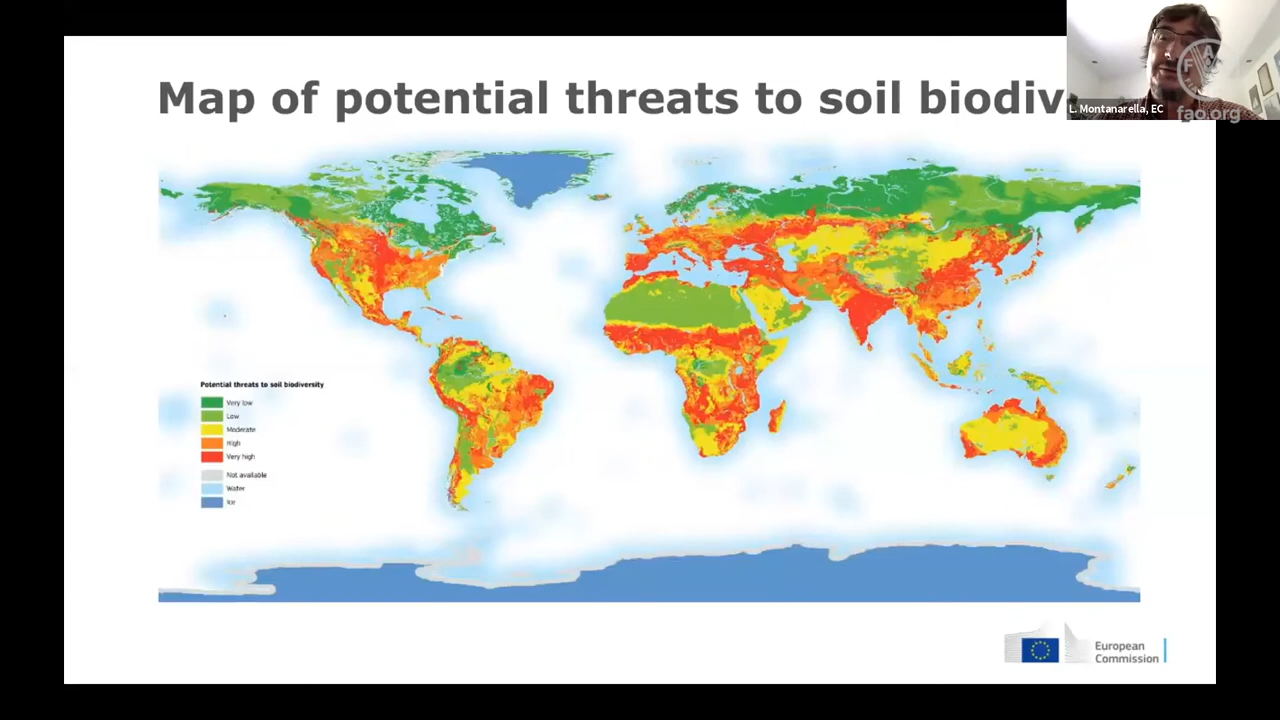 Map of potential threats to soil biodiv
L. Montanarella, EC
FAO
fao.org
Potential threats to soil biodiversity
Very low
Low
Moderate
High
Very high
Not available
Water
Ice
European
Commission